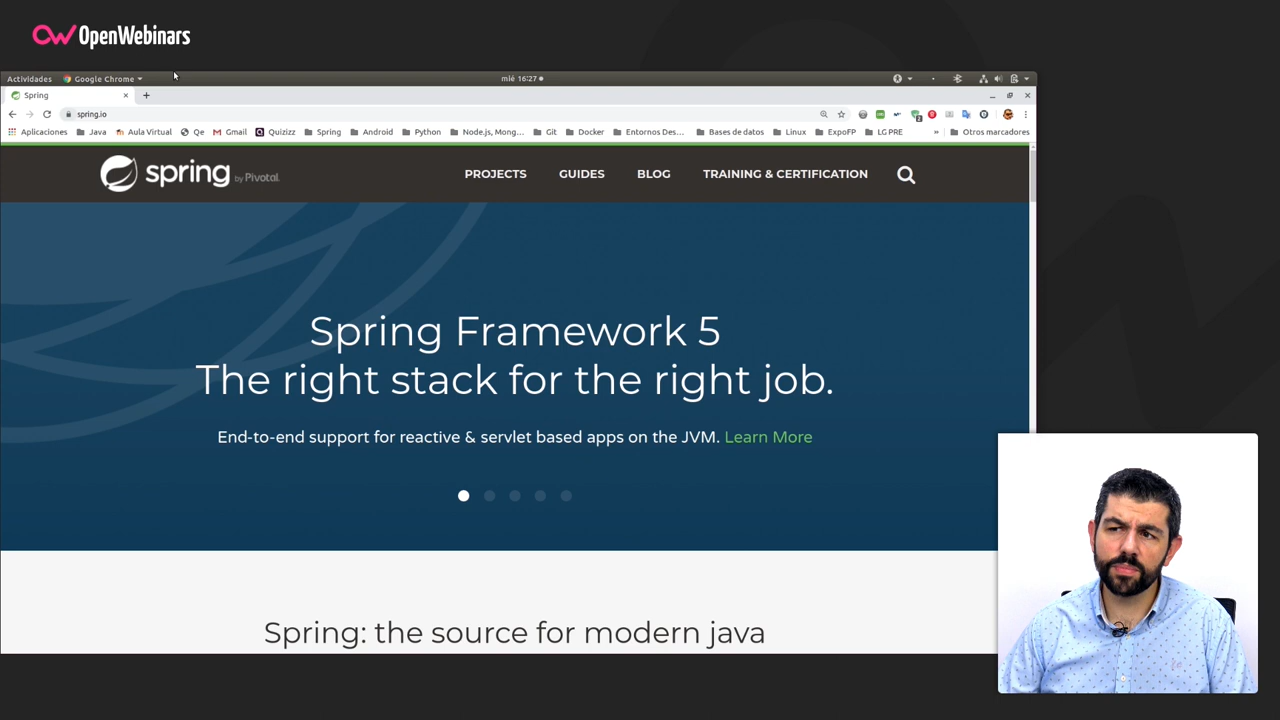 OpenWebinars
Actividades Google Chrome mié 16:27
Spring
spring.io
Aplicaciones Java Aula Virtual Qe Gmail Quizizz Spring Android Python Node.js, Mong... Git Docker Entornos Des... Bases de datos Linux ExpoFP LG PRE » Otros marcadores
spring by Pivotal. PROJECTS GUIDES BLOG TRAINING & CERTIFICATION
Spring Framework 5
The right stack for the right job.
End-to-end support for reactive & servlet based apps on the JVM. Learn More
Spring: the source for modern java